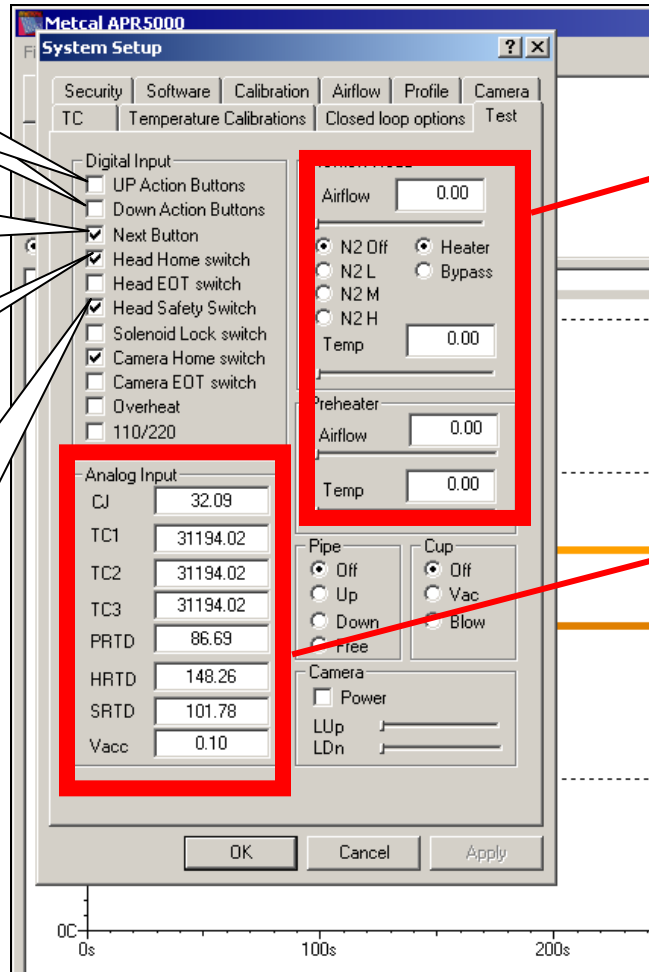 Metcal APR5000
System Setup
Security Software Calibration Airflow Profile Camera
TC Temperature Calibrations Closed loop options Test
Digital Input
UP Action Buttons
Down Action Buttons
Next Button
Head Home switch
Head EOT switch
Head Safety Switch
Solenoid Lock switch
Camera Home switch
Camera EOT switch
Overheat
110/220
Analog Input
CJ 32.09
TC1 31194.02
TC2 31194.02
TC3 31194.02
PRTD 86.69
HRTD 148.26
SRTD 101.78
Vacc 0.10
Airflow 0.00
N2 Off Heater
N2 L Bypass
N2 M
N2 H
Temp 0.00
Preheater
Airflow 0.00
Temp 0.00
Pipe
Off
Up
Down
Free
Cup
Off
Vac
Blow
Camera
Power
LUp
LDn
OK Cancel Apply
0C
0s 100s 200s